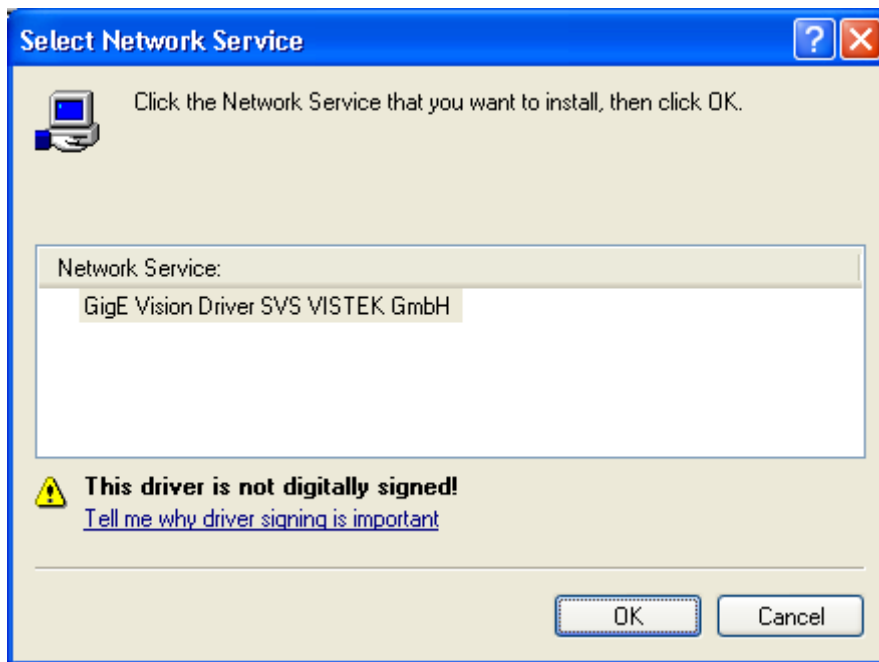 Select Network Service
Click the Network Service that you want to install, then click OK.
Network Service:
GigE Vision Driver SVS VISTEK GmbH
This driver is not digitally signed!
Tell me why driver signing is important
OK
Cancel